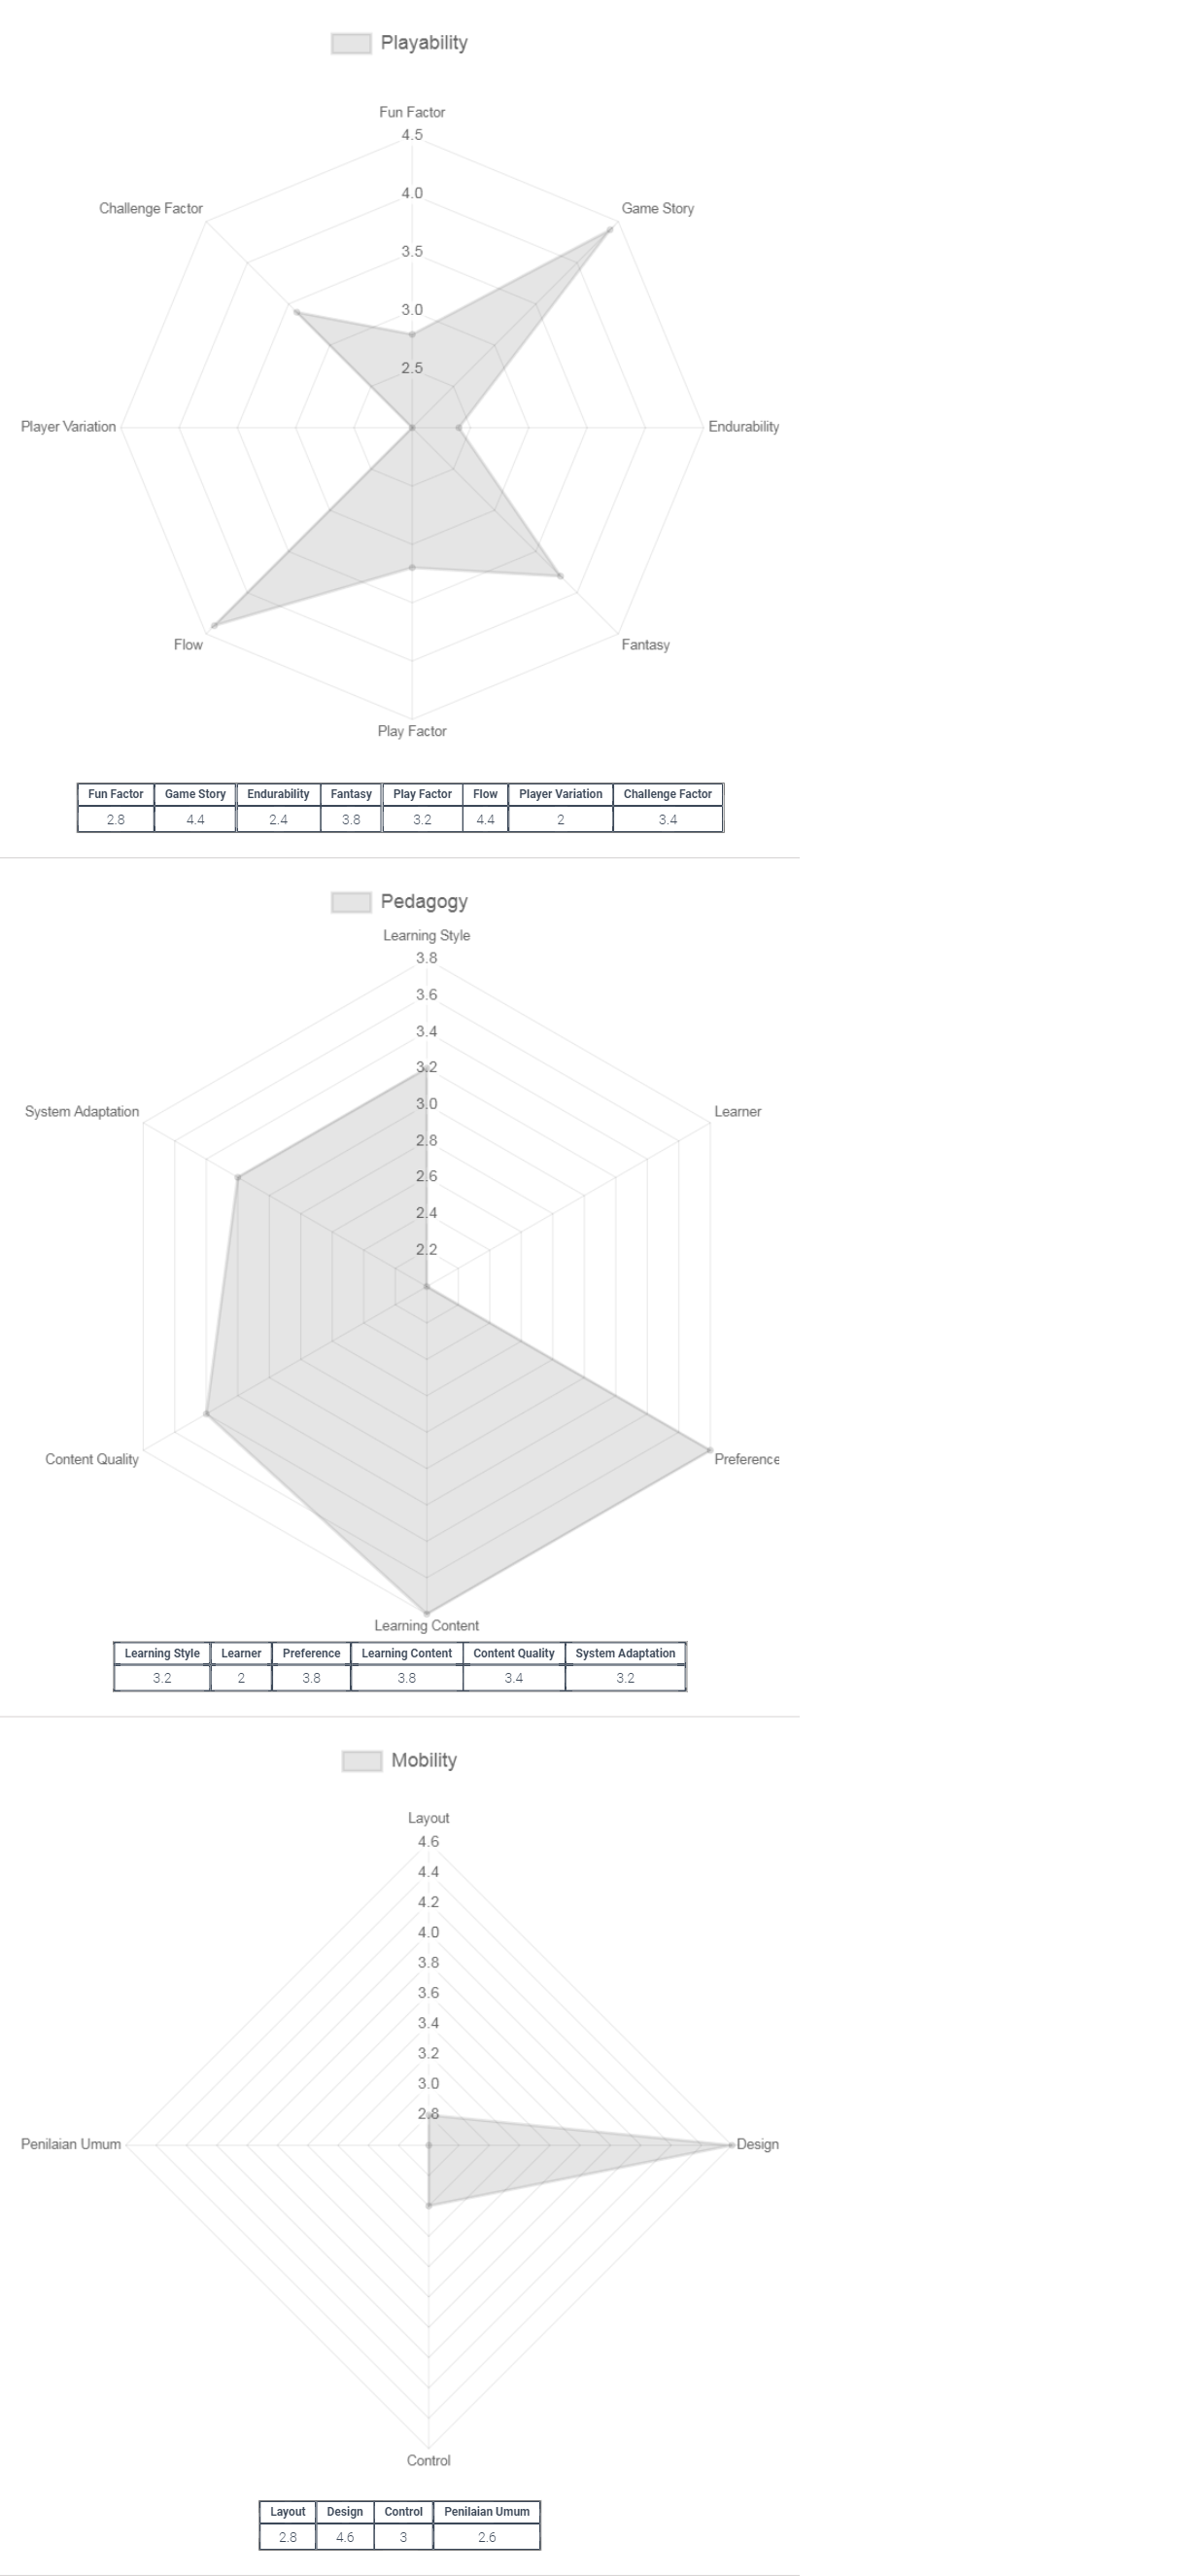 Playability
Fun Factor
4.5
Challenge Factor
Game Story
4.0
3.5
3.0
2.5
Player Variation
Endurability
Flow
Fantasy
Play Factor
Fun Factor Game Story Endurability Fantasy Play Factor Flow Player Variation Challenge Factor
2.8 4.4 2.4 3.8 3.2 4.4 2 3.4
Pedagogy
Learning Style
3.8
3.6
3.4
3.2
3.0
System Adaptation
Learner
2.8
2.6
2.4
2.2
Content Quality
Preference
Learning Content
Learning Style Learner Preference Learning Content Content Quality System Adaptation
3.2 2 3.8 3.8 3.4 3.2
Mobility
Layout
4.6
4.4
4.2
4.0
3.8
3.6
3.4
3.2
3.0
2.8
Penilaian Umum
Design
Control
Layout Design Control Penilaian Umum
2.8 4.6 3 2.6